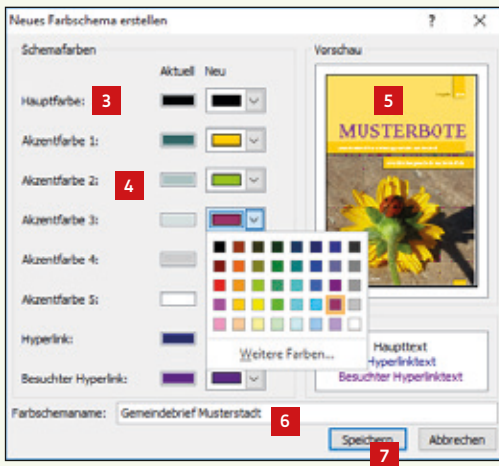 Neues Farbschema erstellen ? ×
Schemafarben
Aktuell Neu
Hauptfarbe: 3
Akzentfarbe 1:
Akzentfarbe 2:
4
Akzentfarbe 3:
Akzentfarbe 4:
Akzentfarbe 5:
Hyperlink:
Besuchter Hyperlink:
Weitere Farben...
Vorschau
5
MUSTERBOTE
Haupttext
Hyperlinktext
Besuchter Hyperlinktext
Farbschemaname: Gemeindebrief Musterstadt 6
Speichern Abbrechen
7